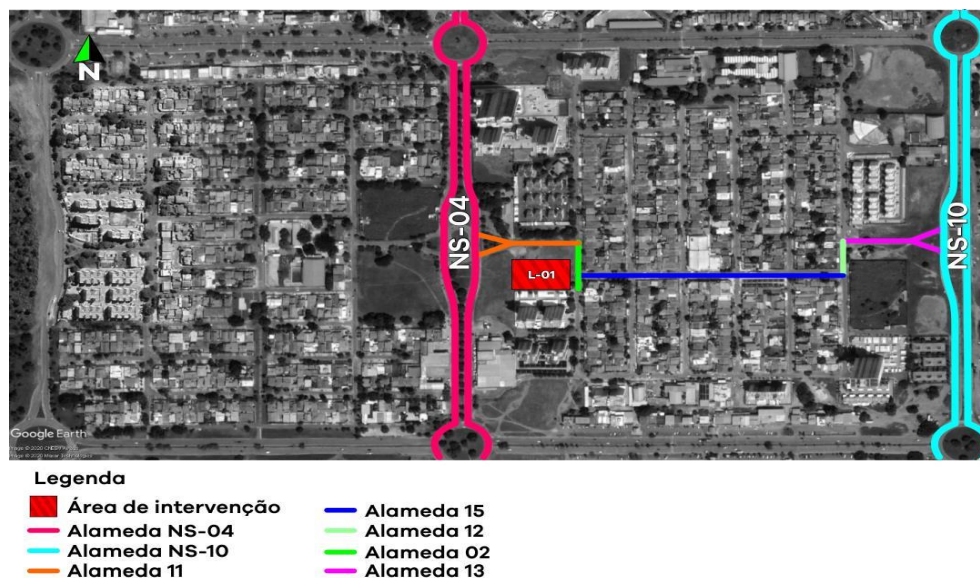 N
NS-04
NS-10
L-01
Google Earth
Legenda
Área de intervenção
Alameda NS-04
Alameda NS-10
Alameda 11
Alameda 15
Alameda 12
Alameda 02
Alameda 13